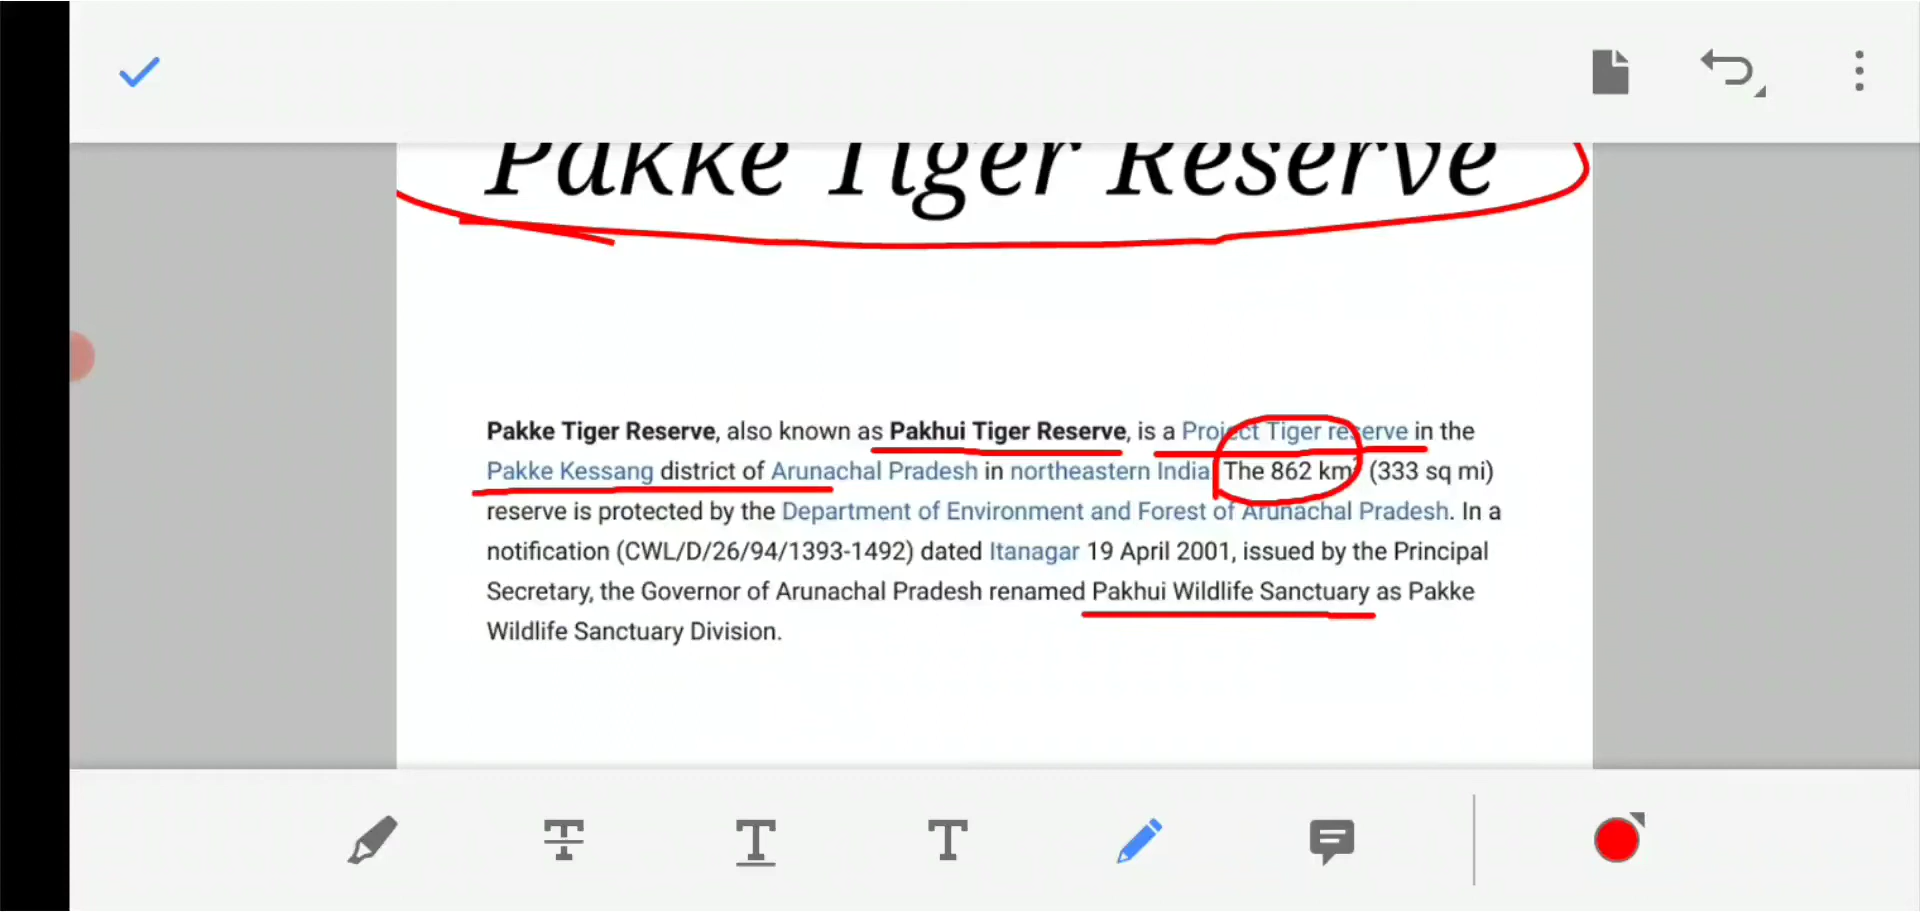 Pakke Tiger Reserve
Pakke Tiger Reserve, also known as Pakhui Tiger Reserve, is a Project Tiger reserve in the
Pakke Kessang district of Arunachal Pradesh in northeastern India The 862 km² (333 sq mi)
reserve is protected by the Department of Environment and Forest of Arunachal Pradesh. In a
notification (CWL/D/26/94/1393-1492) dated Itanagar 19 April 2001, issued by the Principal
Secretary, the Governor of Arunachal Pradesh renamed Pakhui Wildlife Sanctuary as Pakke
Wildlife Sanctuary Division.